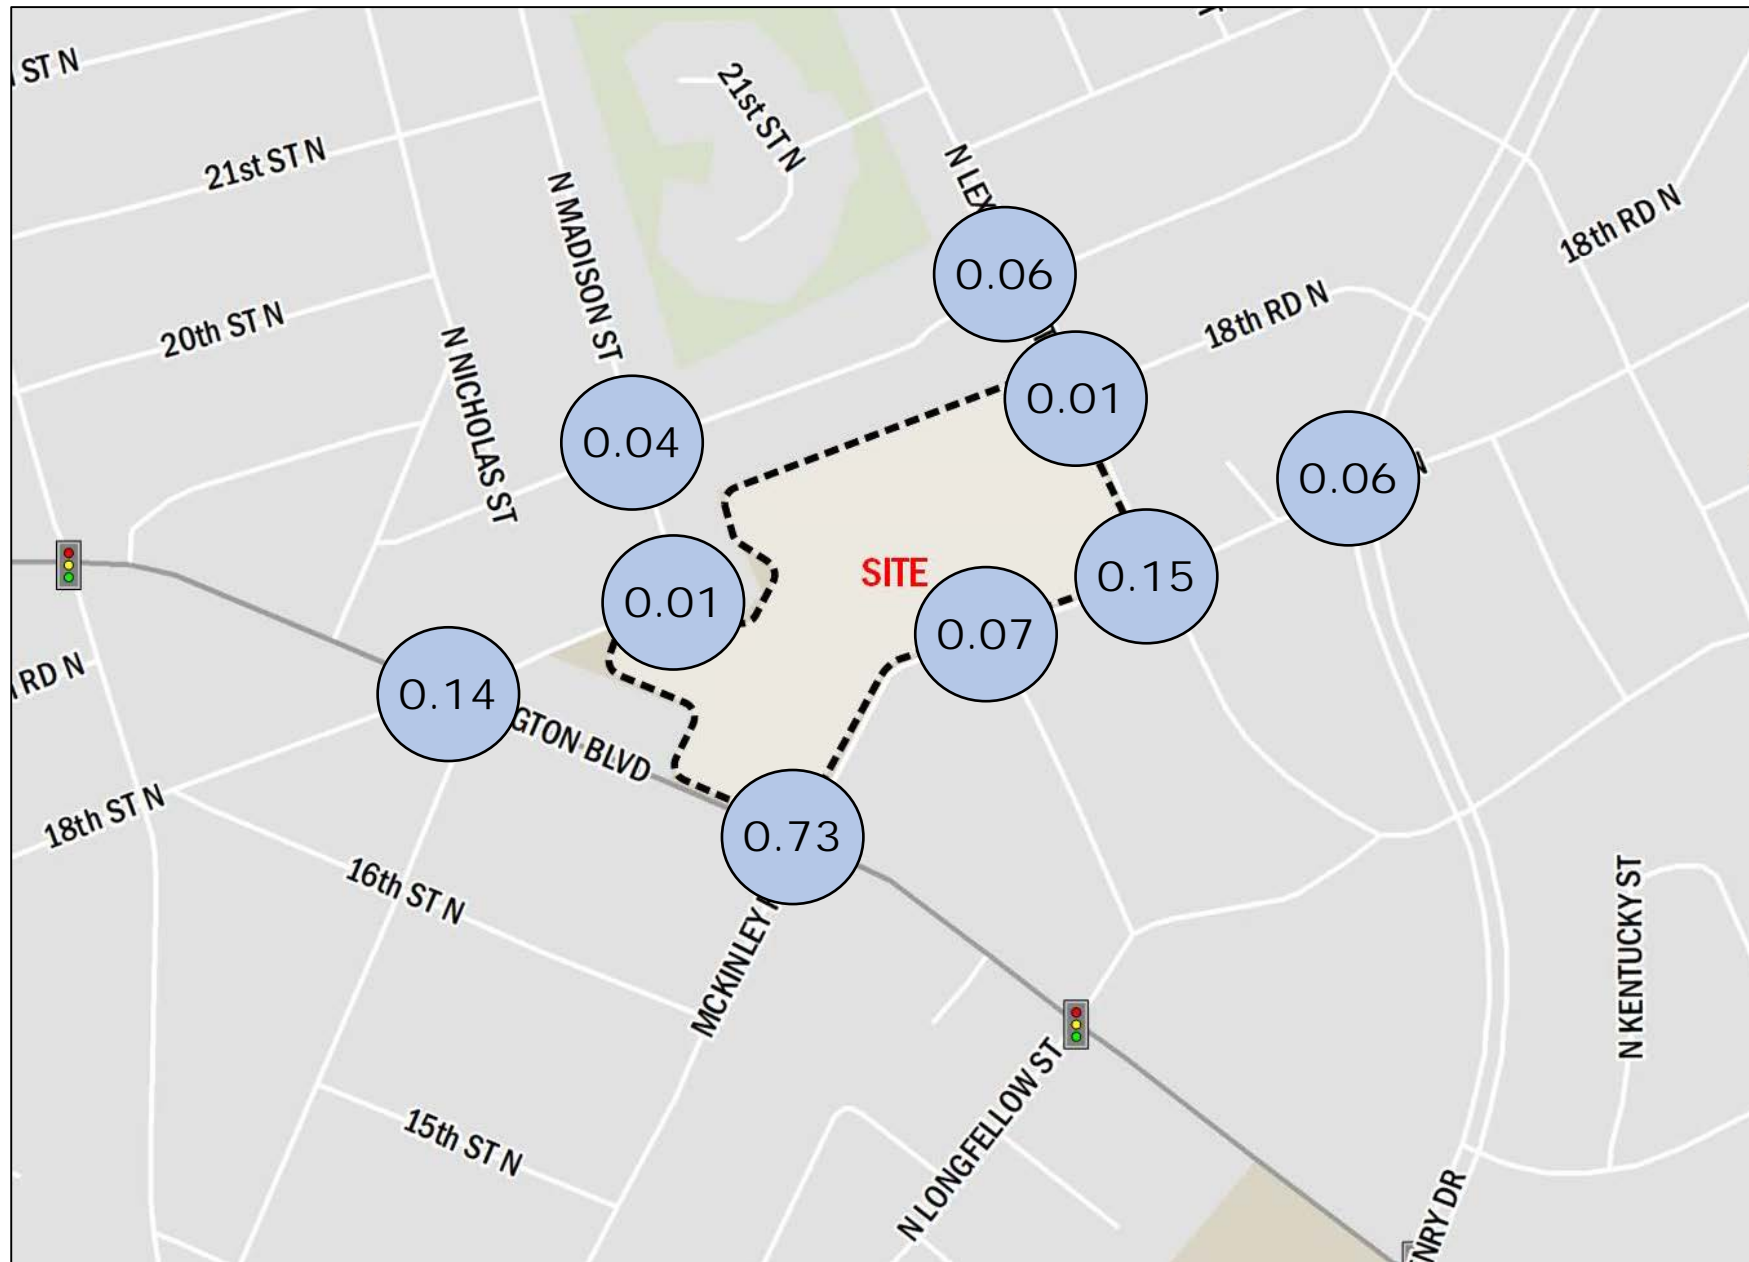 ST N
21st ST N
21st ST N
N MADISON ST
N LEX
18th RD N
0.06
18th RD N
20th ST N
N NICHOLAS ST
0.01
0.04
0.06
SITE
0.15
0.01
0.07
RD N
0.14
GTON BLVD
18th ST N
0.73
16th ST N
MCKINLEY
N KENTUCKY ST
15th ST N
N LONGFELLOW ST
NRY DR